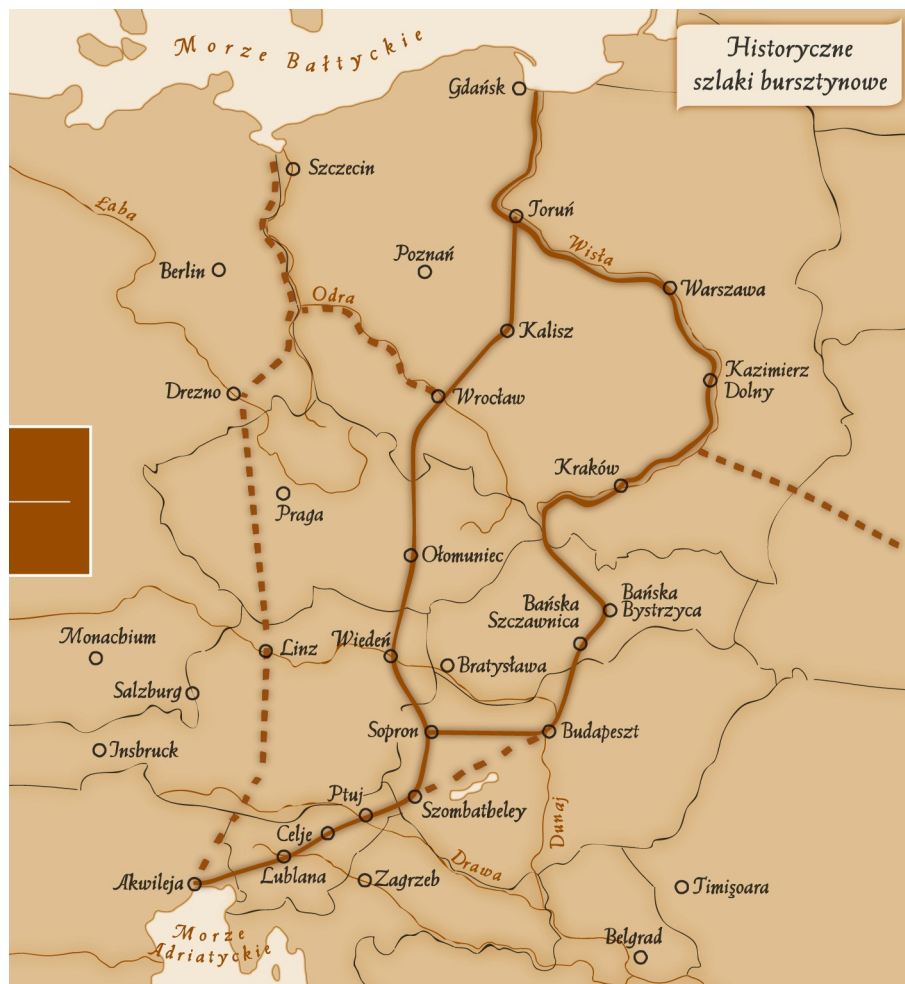 Morze Bałtyckie
Historyczne
szlaki bursztynowe
Gdańsk
Szczecin
Łaba
Toruń
Wisła
Berlin
Poznań
Odra
Warszawa
Kalisz
Drezno
Wrocław
Kazimierz
Dolny
Kraków
Praga
Ołomuniec
Bańska
Szczawnica
Bańska
Bystrzyca
Monachium
Linz
Wiedeń
Bratysława
Salzburg
Sopron
Budapeszt
Insbruck
Ptuj
Szombatheley
Celje
Dunaj
Drawa
Akwileja
Lublana
Zagrzeb
Timişoara
Morze
Adriatyckie
Belgrad